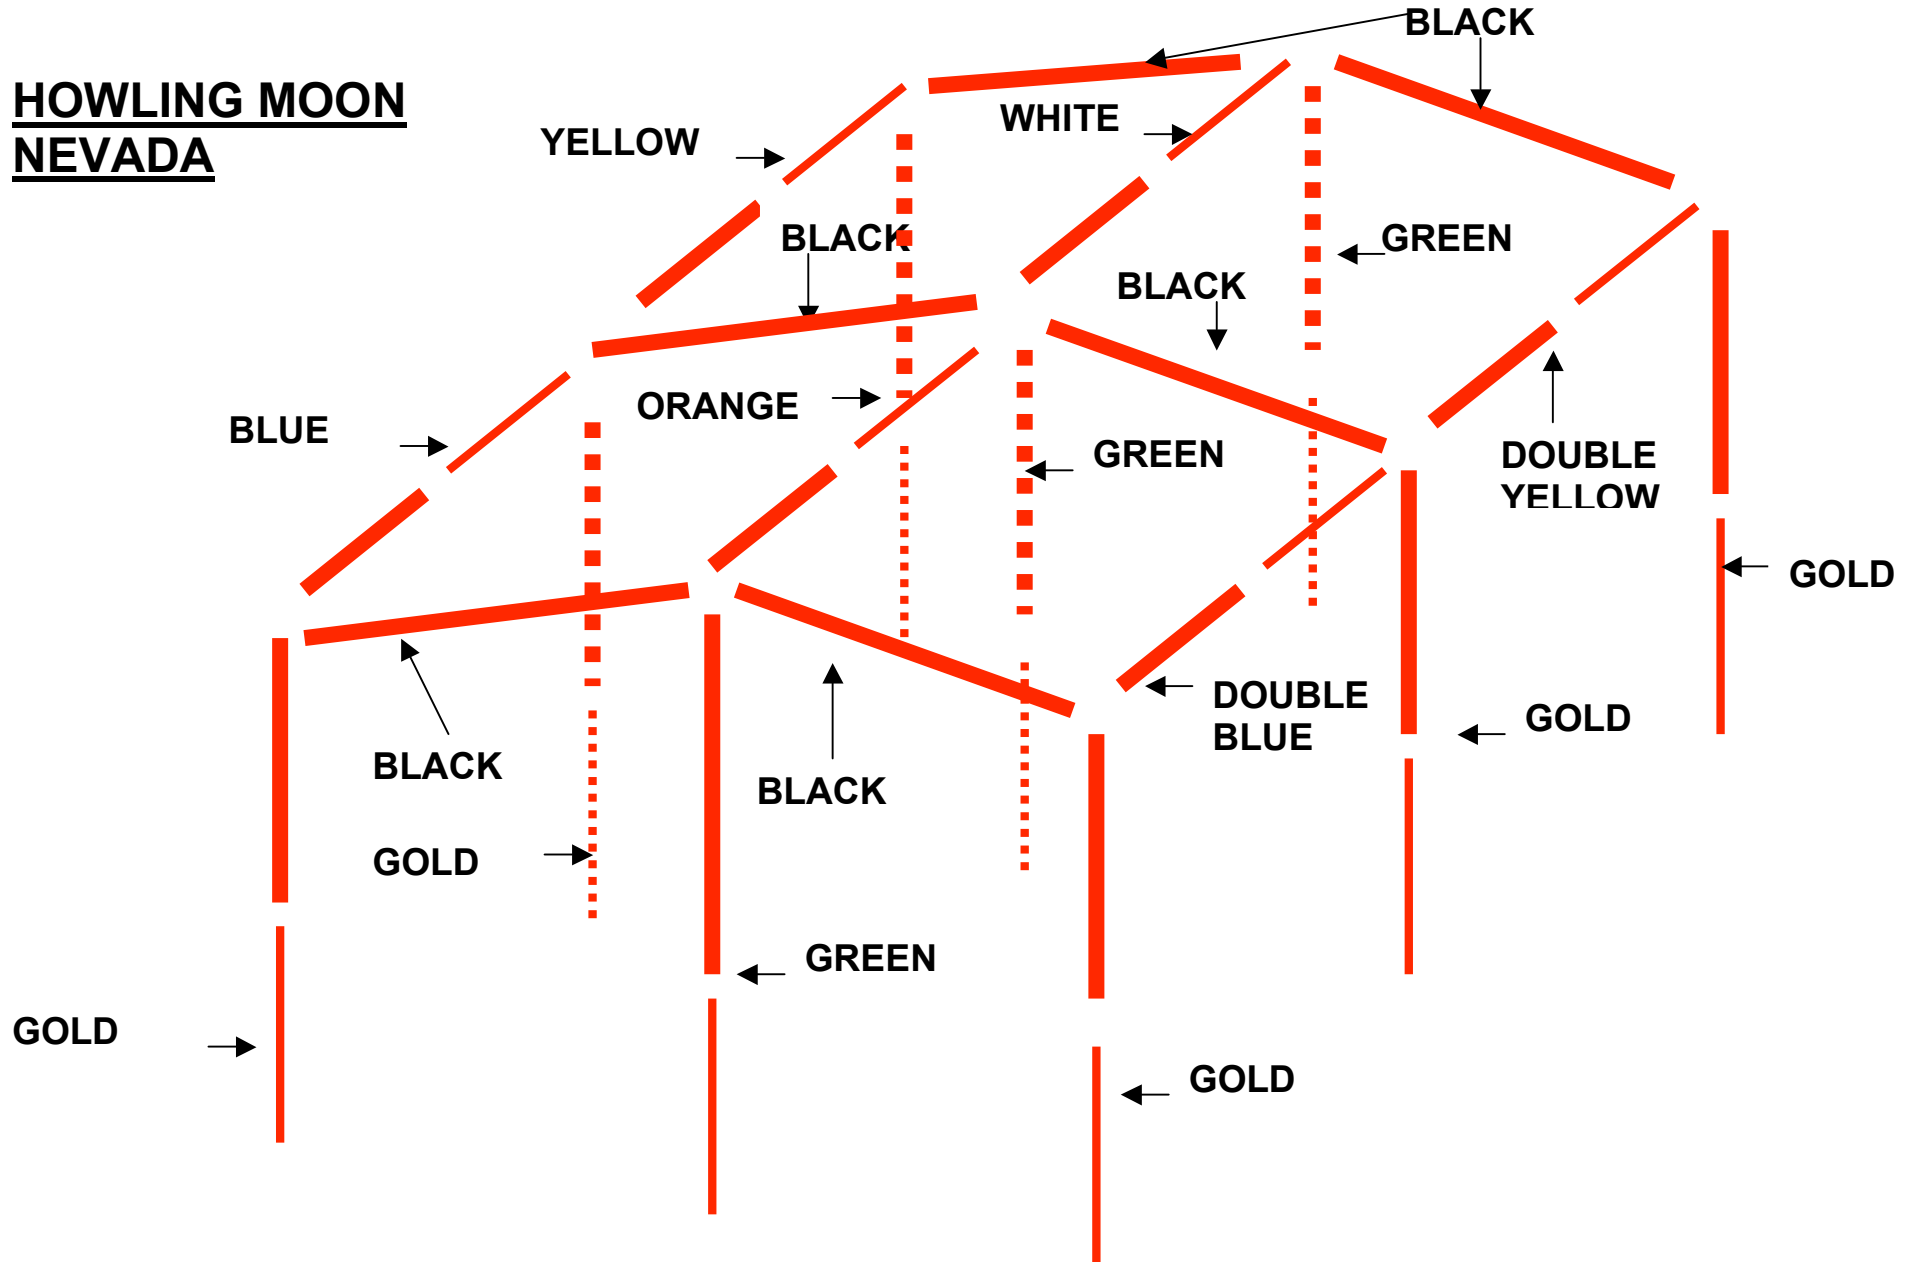 BLACK
HOWLING MOON
NEVADA
WHITE
YELLOW
BLACK
GREEN
BLACK
ORANGE
BLUE
GREEN
DOUBLE
YELLOW
GOLD
DOUBLE
BLUE
GOLD
BLACK
BLACK
GOLD
GREEN
GOLD
GOLD